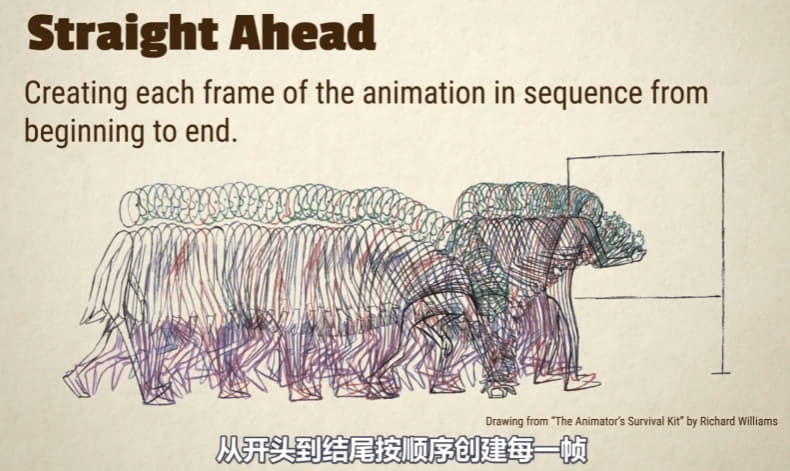 Straight Ahead
Creating each frame of the animation in sequence from
beginning to end.
Drawing from “The Animator’s Survival Kit” by Richard Williams
从开头到结尾按顺序创建每一帧